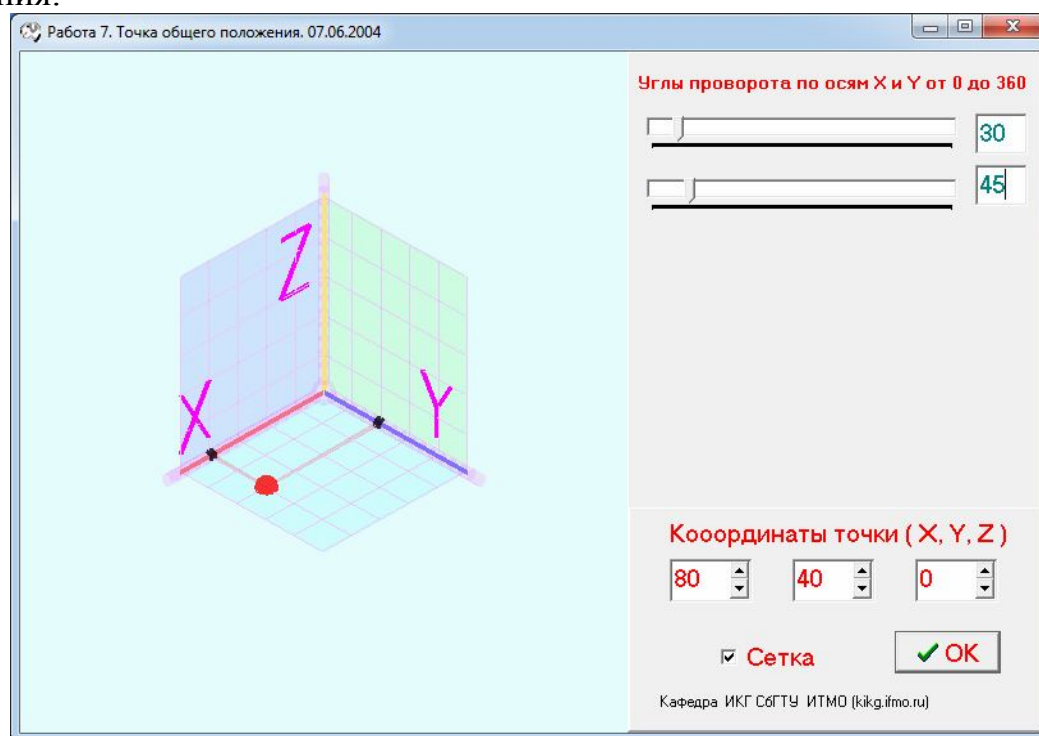 ния.
Работа 7. Точка общего положения. 07.06.2004
Углы проворота по осям X и Y от 0 до 360
30
45
Z
X
Y
Кооординаты точки ( X, Y, Z )
80 40 0
Сетка
OK
Кафедра ИКГ СбГТУ ИТМО (kikg.ifmo.ru)